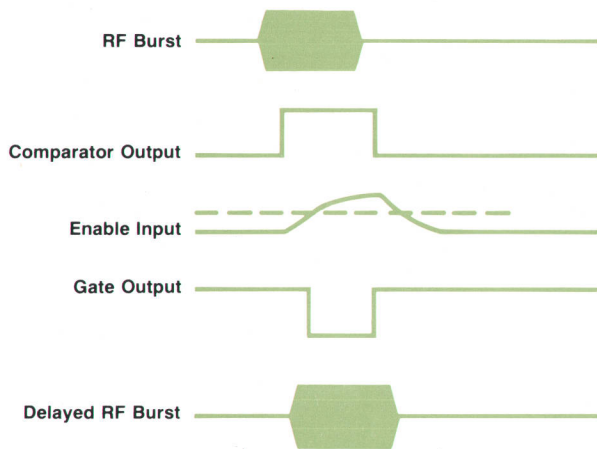 RF Burst
Comparator Output
Enable Input
Gate Output
Delayed RF Burst